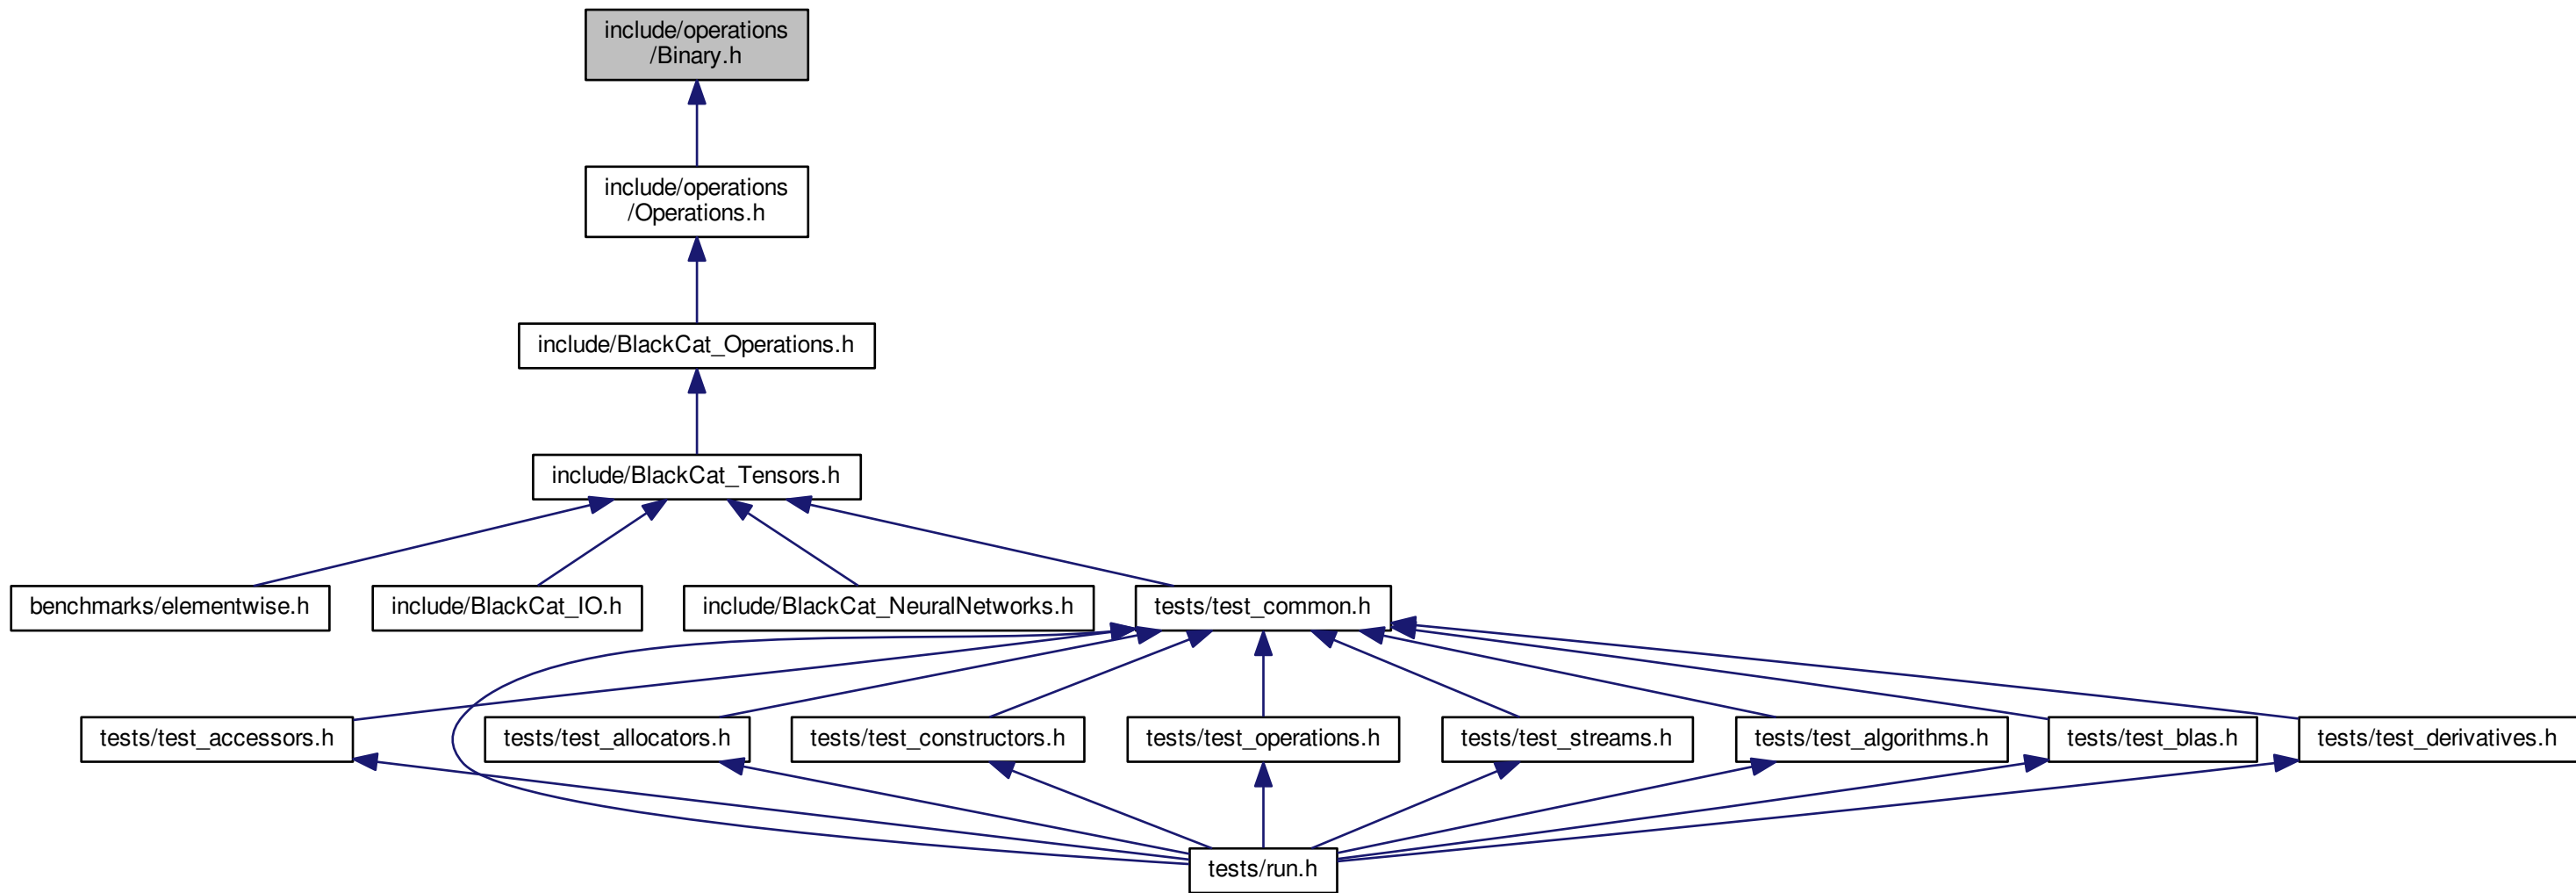 include/operations
/Binary.h
include/operations
/Operations.h
include/BlackCat_Operations.h
include/BlackCat_Tensors.h
benchmarks/elementwise.h
include/BlackCat_IO.h
include/BlackCat_NeuralNetworks.h
tests/test_common.h
tests/test_accessors.h
tests/test_allocators.h
tests/test_constructors.h
tests/test_operations.h
tests/test_streams.h
tests/test_algorithms.h
tests/test_blas.h
tests/test_derivatives.h
tests/run.h